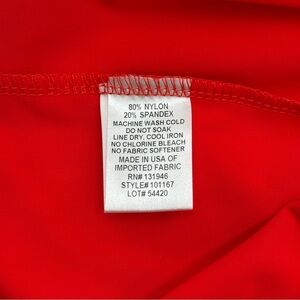 80% NYLON
20% SPANDEX
MACHINE WASH COLD
DO NOT SOAK
LINE DRY, COOL IRON
NO CHLORINE BLEACH
NO FABRIC SOFTENER
MADE IN USA OF
IMPORTED FABRIC
RN# 131946
STYLE# 101167
LOT# 54420